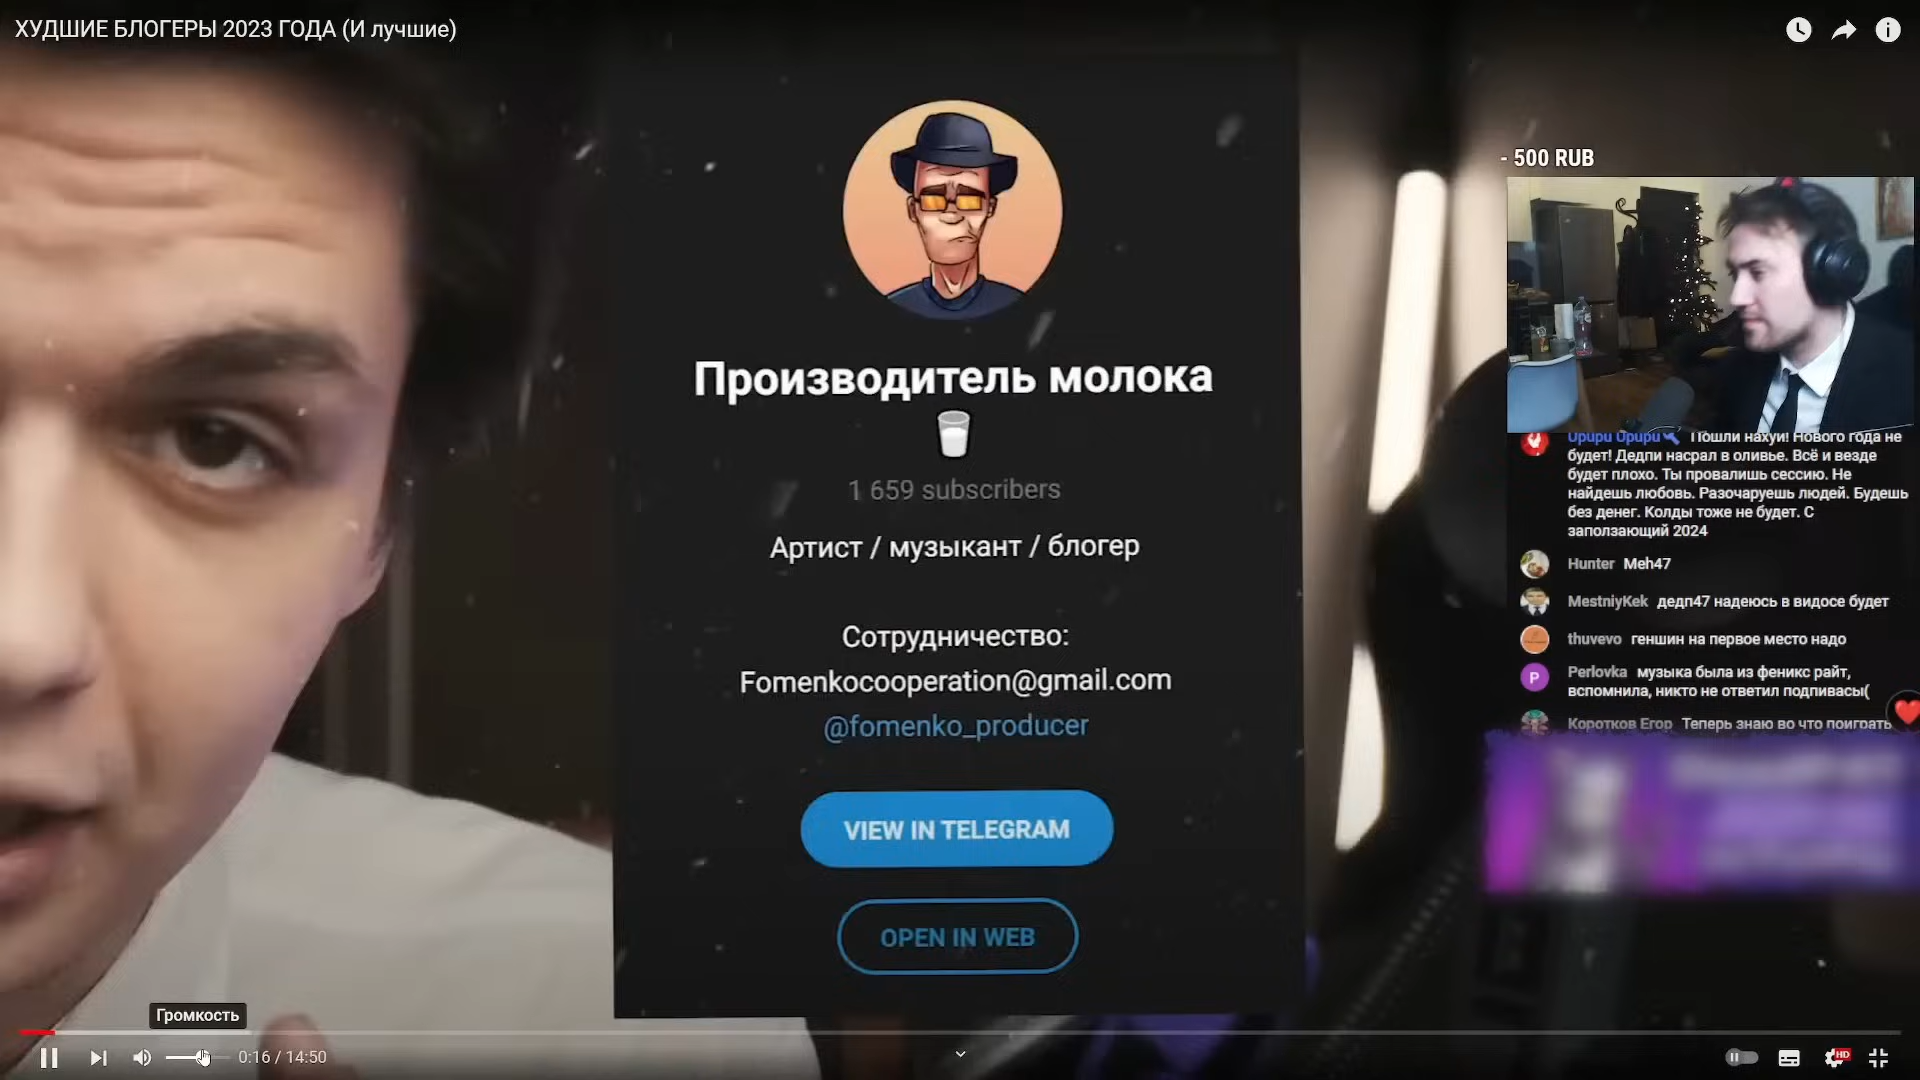 ХУДШИЕ БЛОГЕРЫ 2023 ГОДА (И лучшие)
- 500 RUB
Производитель молока
1 659 subscribers
Артист / музыкант / блогер
Сотрудничество:
Fomenkocooperation@gmail.com
@fomenko_producer
VIEW IN TELEGRAM
OPEN IN WEB
Upupu Upupu Пошли нахуй! Нового года не
будет! Дедпи насрал в оливье. Всё и везде
будет плохо. Ты провалишь сессию. Не
найдешь любовь. Разочаруешь людей. Будешь
без денег. Колды тоже не будет. С
заползающий 2024
Hunter Meh47
MestniyKek дедп47 надеюсь в видосе будет
thuvevo геншин на первое место надо
P
Perlovka музыка была из феникс райт,
вспомнила, никто не ответил подпивасы(
Коротков Егор Теперь знаю во что поиграть
Громкость
0:16 / 14:50
HD